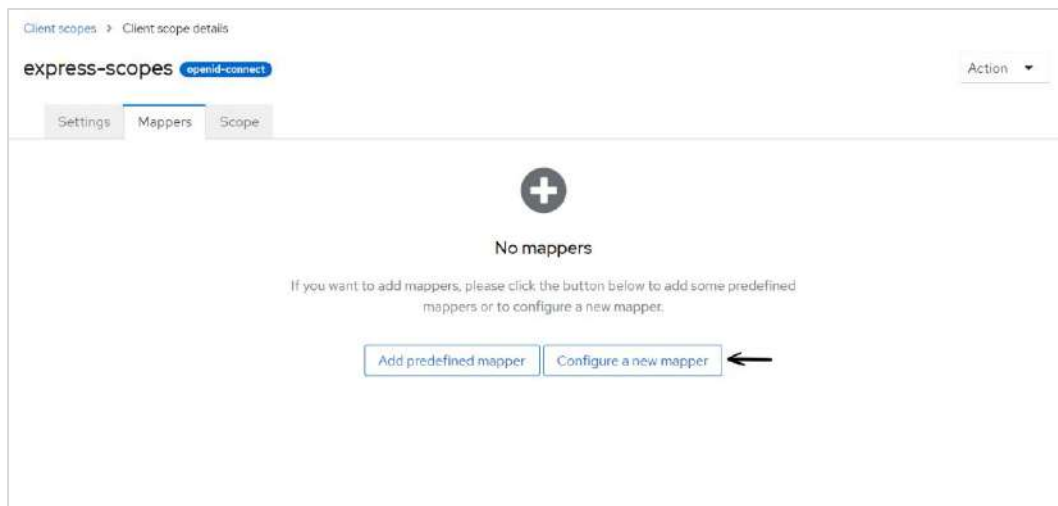 Client scopes > Client scope details
express-scopes openid-connect
Action
Settings Mappers Scope
No mappers
If you want to add mappers, please click the button below to add some predefined
mappers or to configure a new mapper.
Add predefined mapper Configure a new mapper